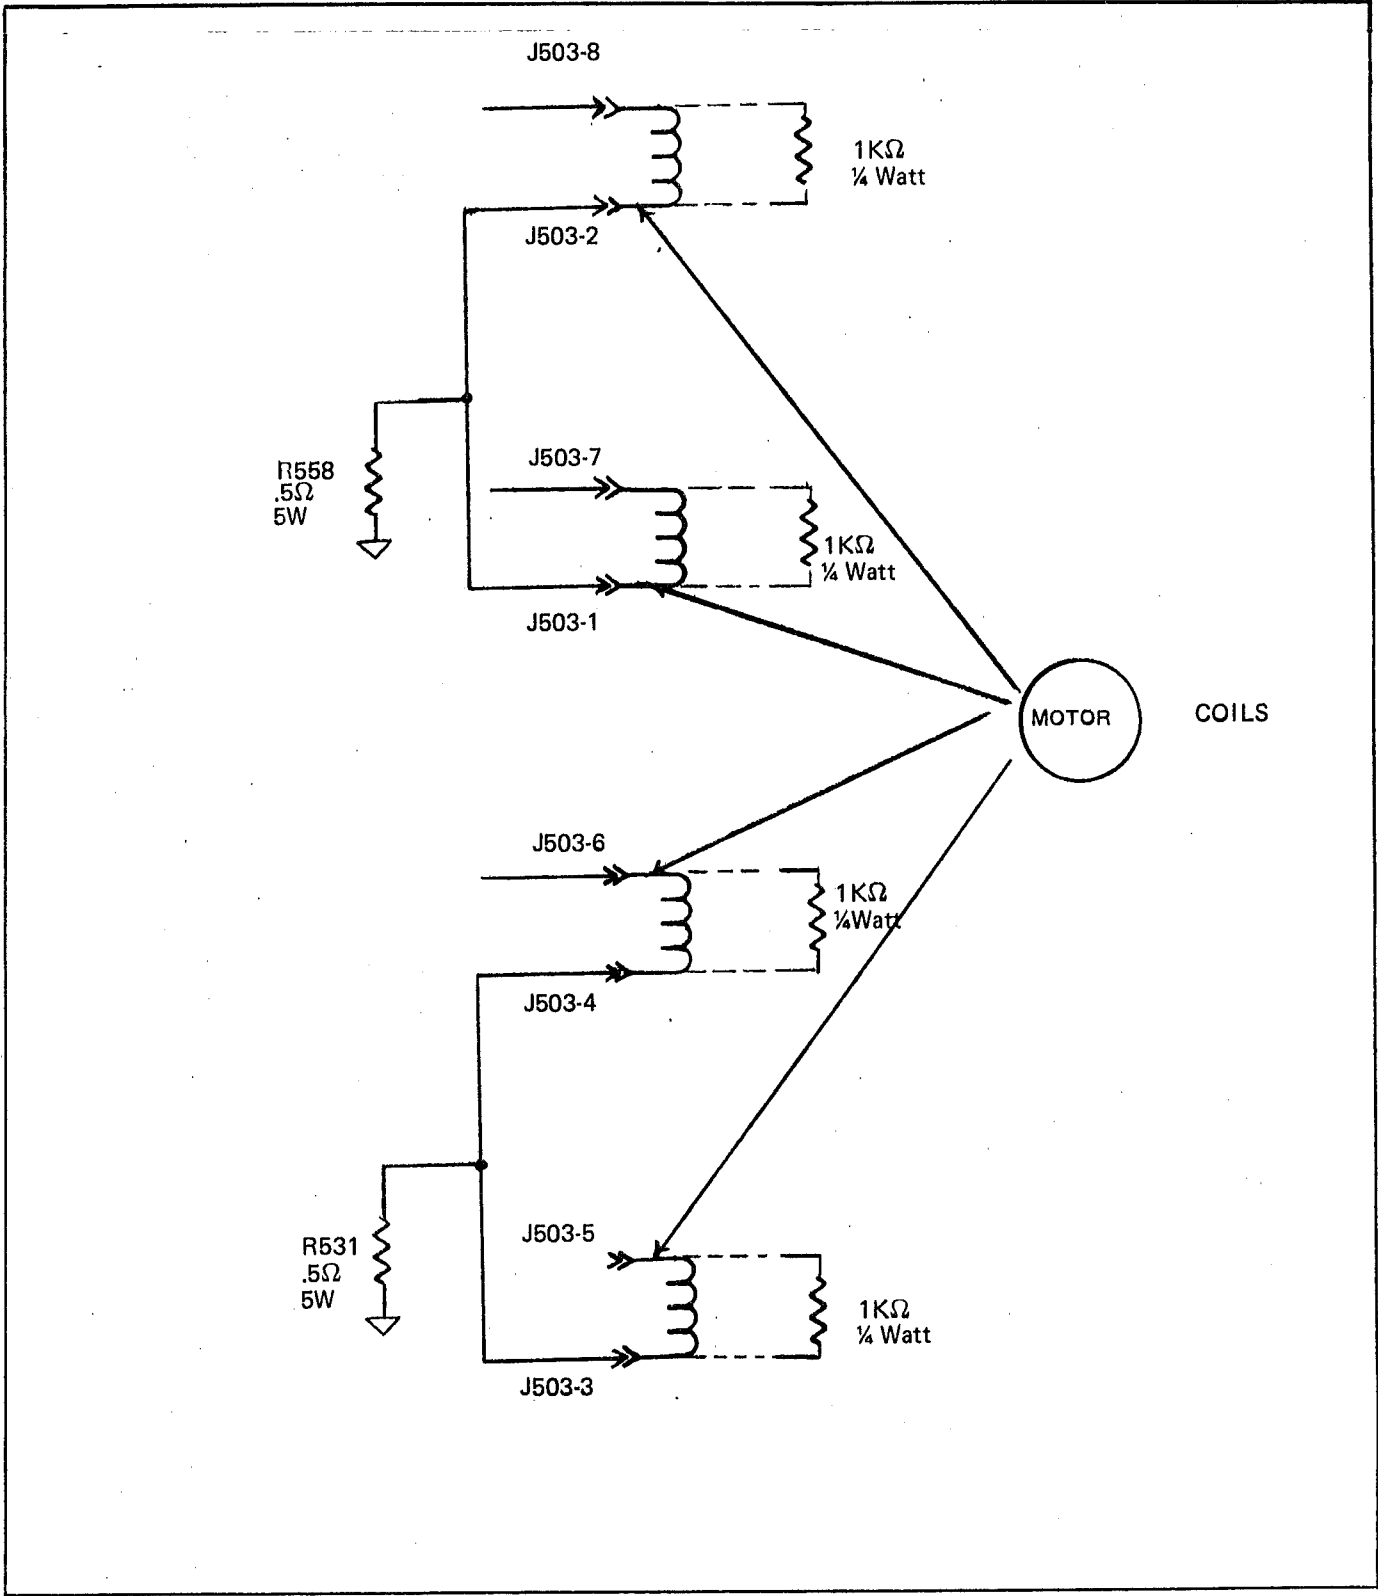 J503-8
1KΩ
¼ Watt
J503-2
J503-7
R558
.5Ω
5W
1KΩ
¼ Watt
J503-1
MOTOR
COILS
J503-6
1KΩ
¼Watt
J503-4
J503-5
R531
.5Ω
5W
1KΩ
¼ Watt
J503-3